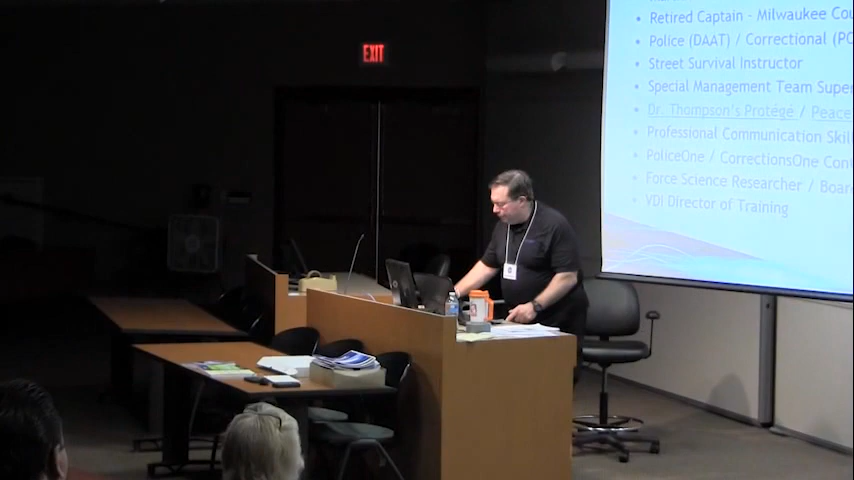 EXIT
• Retired Captain - Milwaukee Cou
• Police (DAAT) / Correctional (PO
• Street Survival Instructor
• Special Management Team Super
• Dr. Thompson's Protégé / Peace
• Professional Communication Skil
• PoliceOne / CorrectionsOne Cont
• Force Science Researcher / Boar
• VDI Director of Training